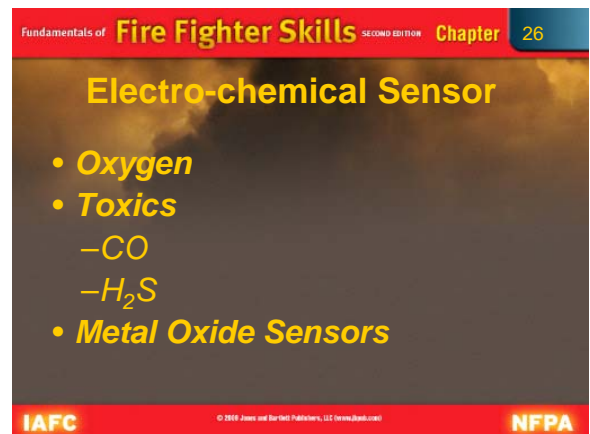 Fundamentals of Fire Fighter Skills SECOND EDITION Chapter 26
Electro-chemical Sensor
• Oxygen
• Toxics
–CO
–H₂S
• Metal Oxide Sensors
IAFC © 2009 Jones and Bartlett Publishers, LLC (www.jbpub.com) NFPA